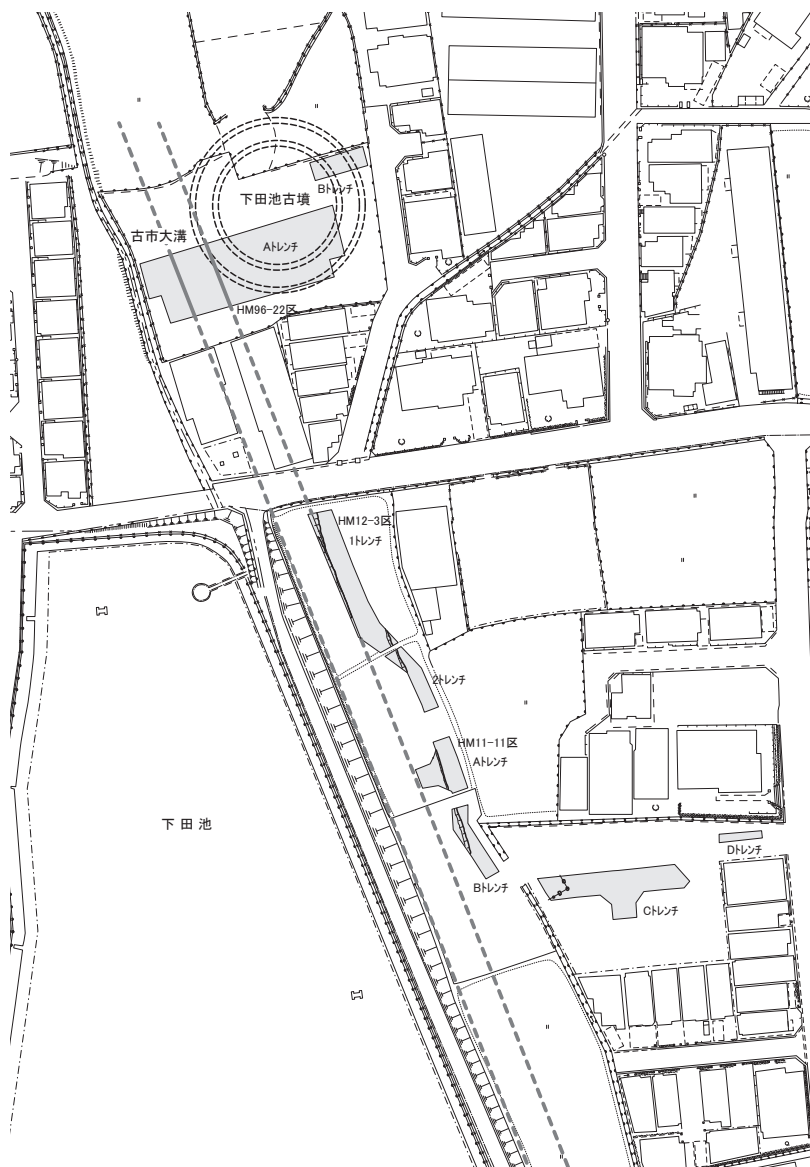 Bトレンチ
下田池古墳
古市大溝
Aトレンチ
HM96-22区
HM12-3区
1トレンチ
2トレンチ
HM11-11区
Aトレンチ
下田池
Bトレンチ
Dトレンチ
Cトレンチ